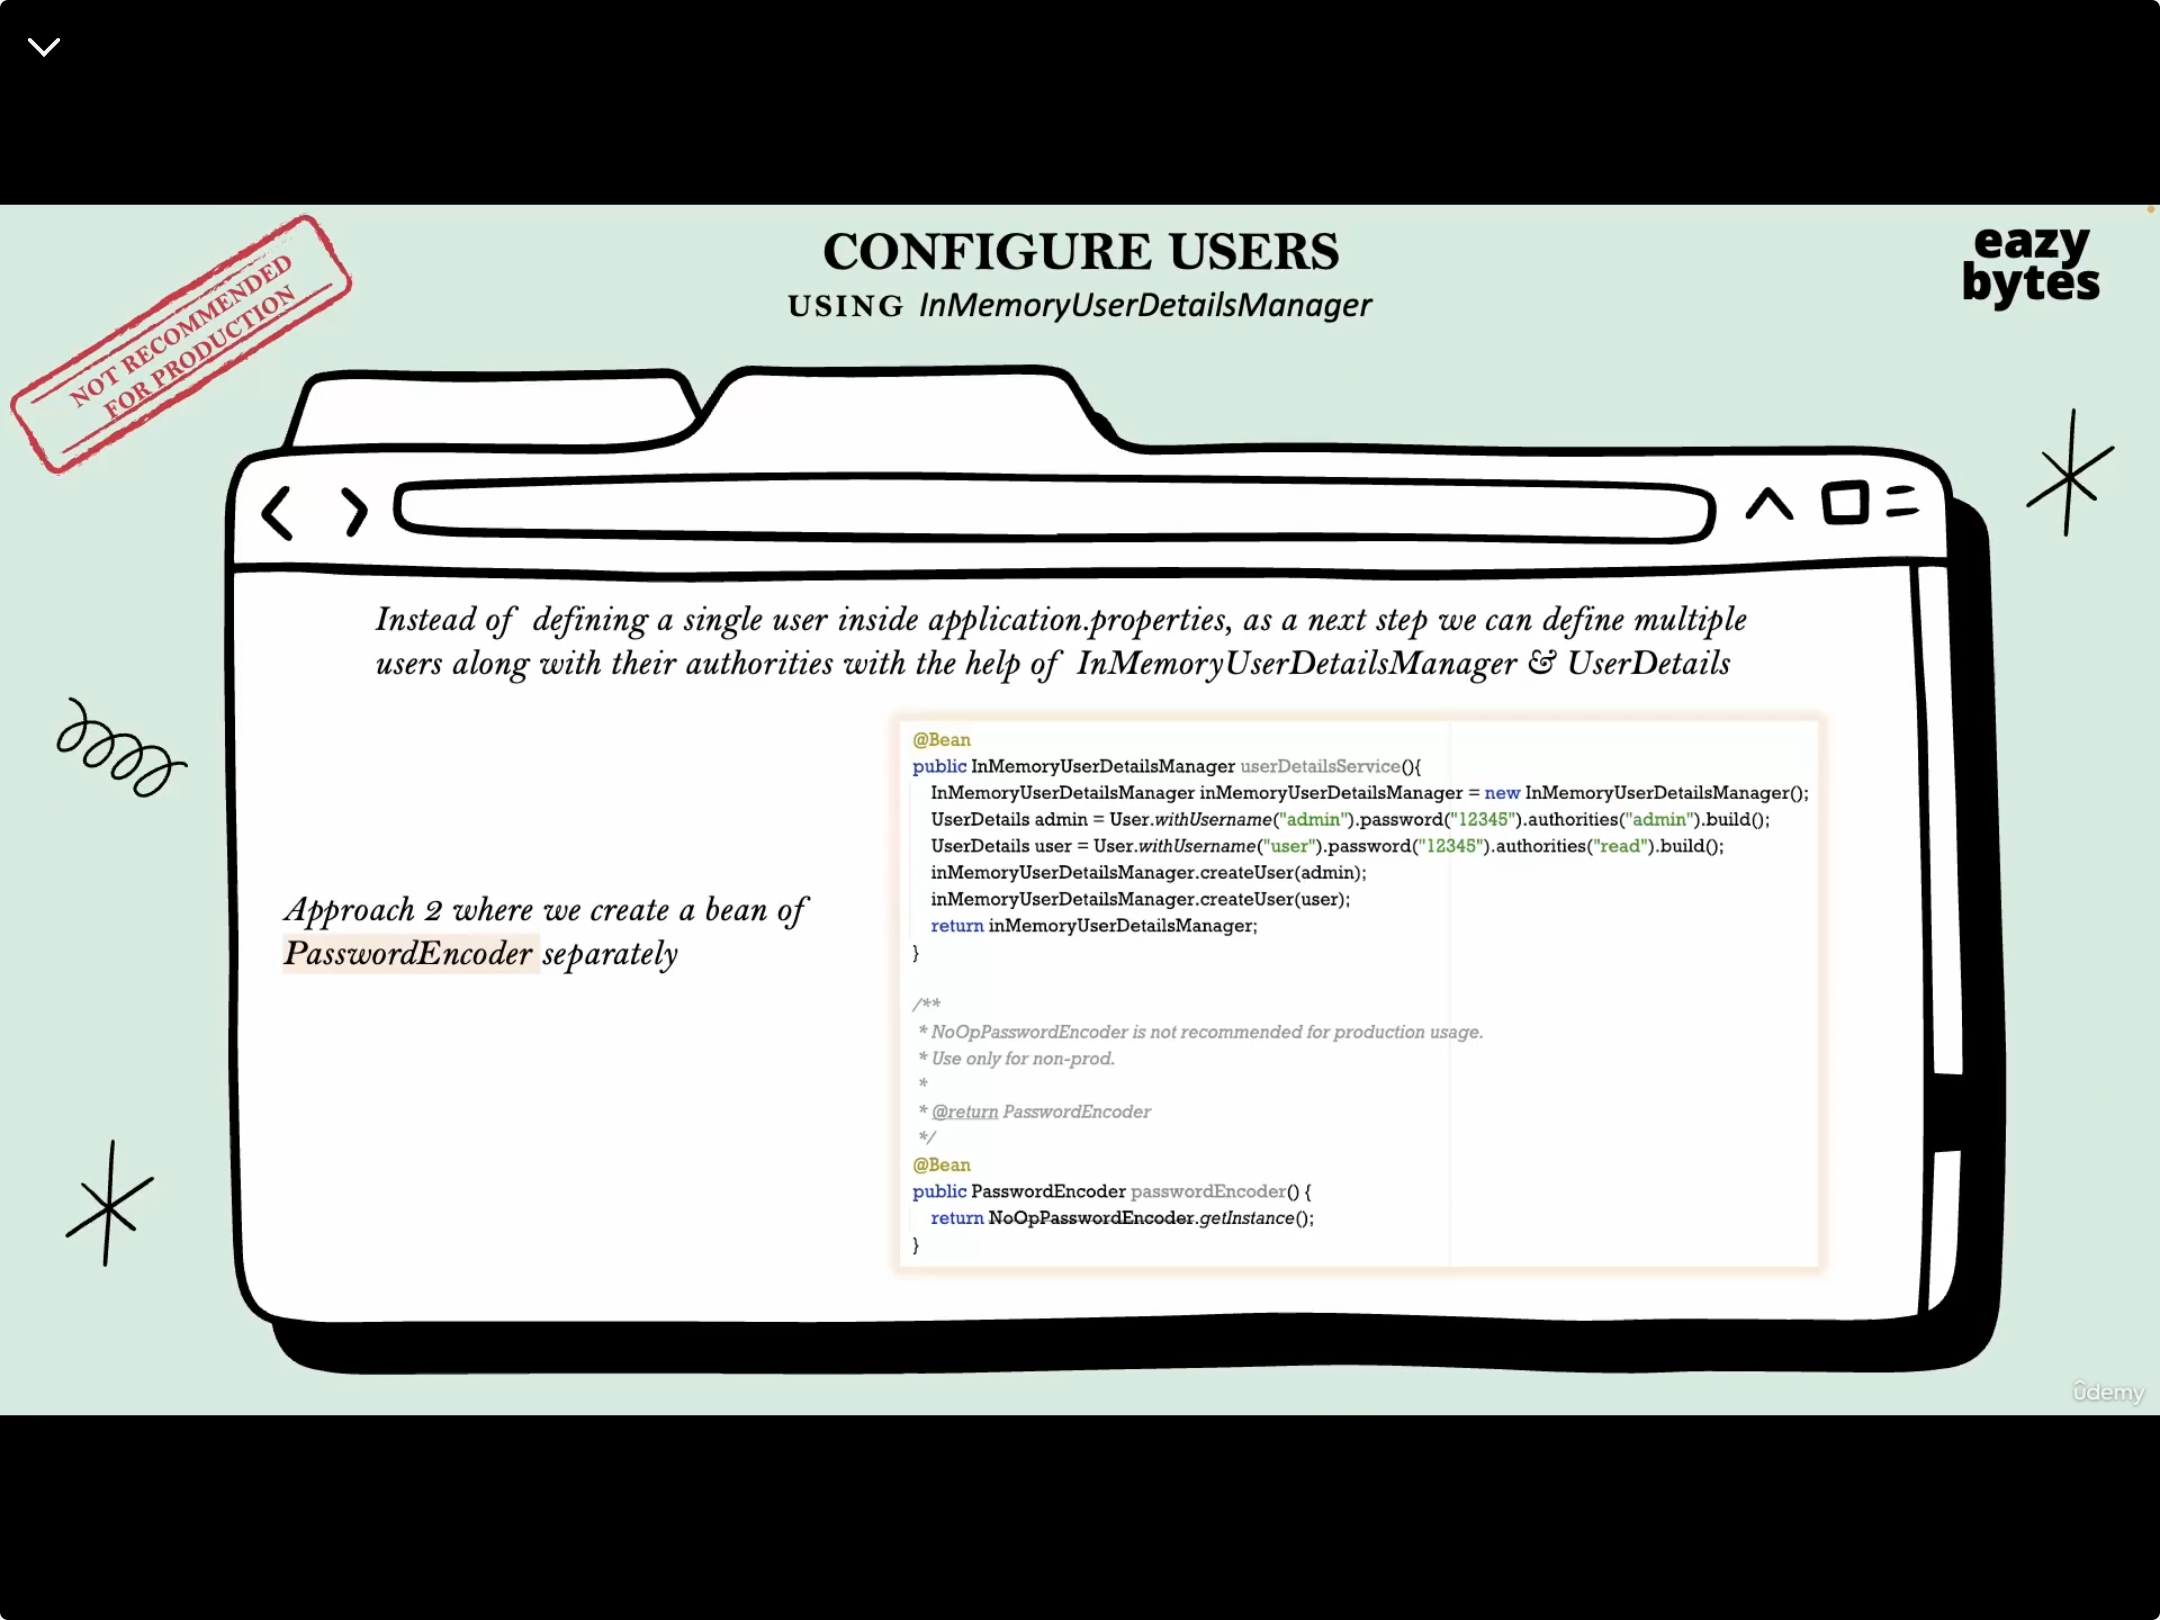 NOT RECOMMENDED
FOR PRODUCTION
CONFIGURE USERS
USING InMemoryUserDetailsManager
eazy
bytes
Instead of defining a single user inside application.properties, as a next step we can define multiple
users along with their authorities with the help of InMemoryUserDetailsManager & UserDetails
Approach 2 where we create a bean of
PasswordEncoder separately
@Bean
public InMemoryUserDetailsManager userDetailsService(){
InMemoryUserDetailsManager inMemoryUserDetailsManager = new InMemoryUserDetailsManager();
UserDetails admin = User.withUsername("admin").password("12345").authorities("admin").build();
UserDetails user = User.withUsername("user").password("12345").authorities("read").build();
inMemoryUserDetailsManager.createUser(admin);
inMemoryUserDetailsManager.createUser(user);
return inMemoryUserDetailsManager;
}
/**
* NoOpPasswordEncoder is not recommended for production usage.
* Use only for non-prod.
*
* @return PasswordEncoder
*/
@Bean
public PasswordEncoder passwordEncoder() {
return NoOpPasswordEncoder.getInstance();
}
ûdemy